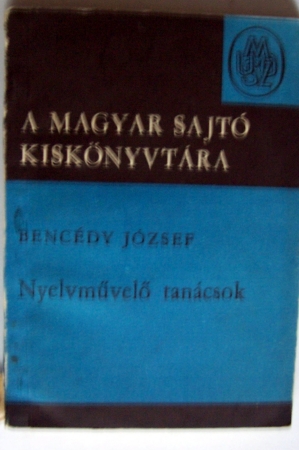 A MAGYAR SAJTÓ
KISKÖNYVTÁRA
BENCÉDY JÓZSEF
Nyelvművelő tanácsok